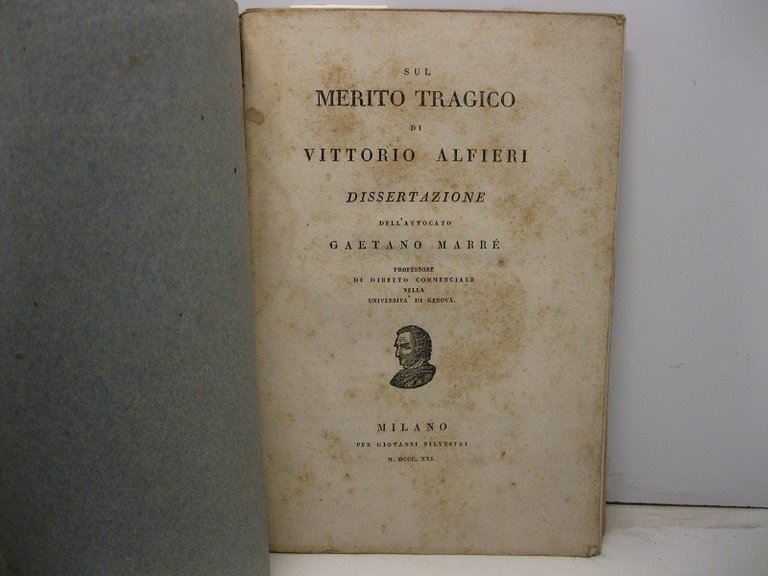 SUL
MERITO TRAGICO
DI
VITTORIO ALFIERI
DISSERTAZIONE
DELL'AVVOCATO
GAETANO MARRÉ
PROFESSORE
DI DIRITTO COMMERCIALE
NELLA
UNIVERSITA' DI GENOVA.
MILANO
PER GIOVANNI SILVESTRI
M. DCCC. XXI.